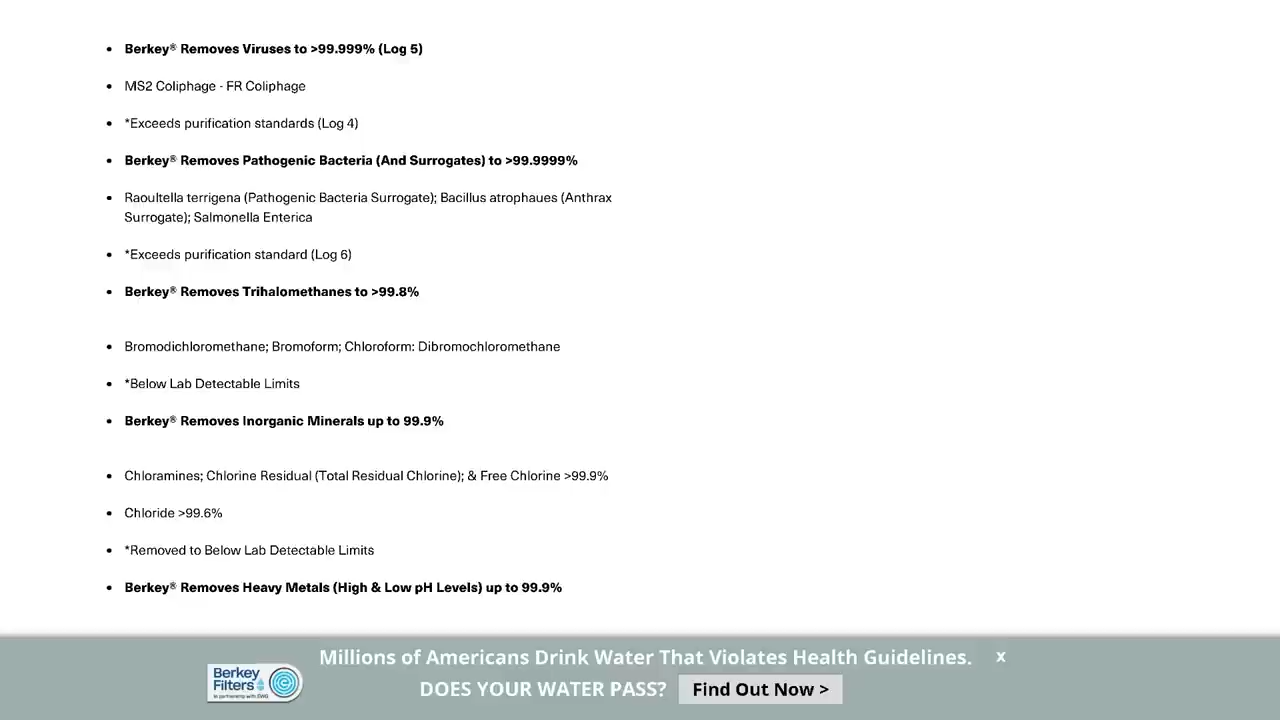 Berkey® Removes Viruses to >99.999% (Log 5)
MS2 Coliphage - FR Coliphage
*Exceeds purification standards (Log 4)
Berkey® Removes Pathogenic Bacteria (And Surrogates) to >99.9999%
Raoultella terrigena (Pathogenic Bacteria Surrogate); Bacillus atrophaues (Anthrax
Surrogate); Salmonella Enterica
*Exceeds purification standard (Log 6)
Berkey® Removes Trihalomethanes to >99.8%
Bromodichloromethane; Bromoform; Chloroform: Dibromochloromethane
*Below Lab Detectable Limits
Berkey® Removes Inorganic Minerals up to 99.9%
Chloramines; Chlorine Residual (Total Residual Chlorine); & Free Chlorine >99.9%
Chloride >99.6%
*Removed to Below Lab Detectable Limits
Berkey® Removes Heavy Metals (High & Low pH Levels) up to 99.9%
Millions of Americans Drink Water That Violates Health Guidelines. x
Berkey
Filters
in partnership with EWG
DOES YOUR WATER PASS? Find Out Now >